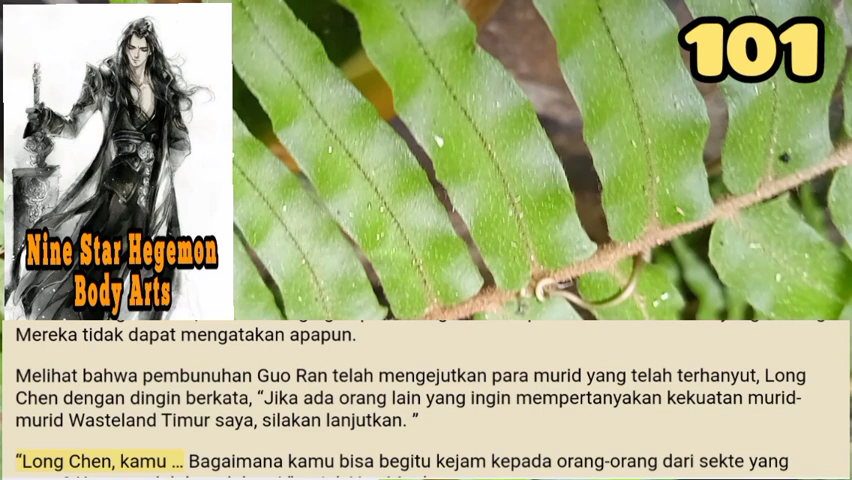 101
Nine Star Hegemon
Body Arts
Mereka tidak dapat mengatakan apapun.
Melihat bahwa pembunuhan Guo Ran telah mengejutkan para murid yang telah terhanyut, Long
Chen dengan dingin berkata, “Jika ada orang lain yang ingin mempertanyakan kekuatan murid-
murid Wasteland Timur saya, silakan lanjutkan. ”
“Long Chen, kamu ... Bagaimana kamu bisa begitu kejam kepada orang-orang dari sekte yang